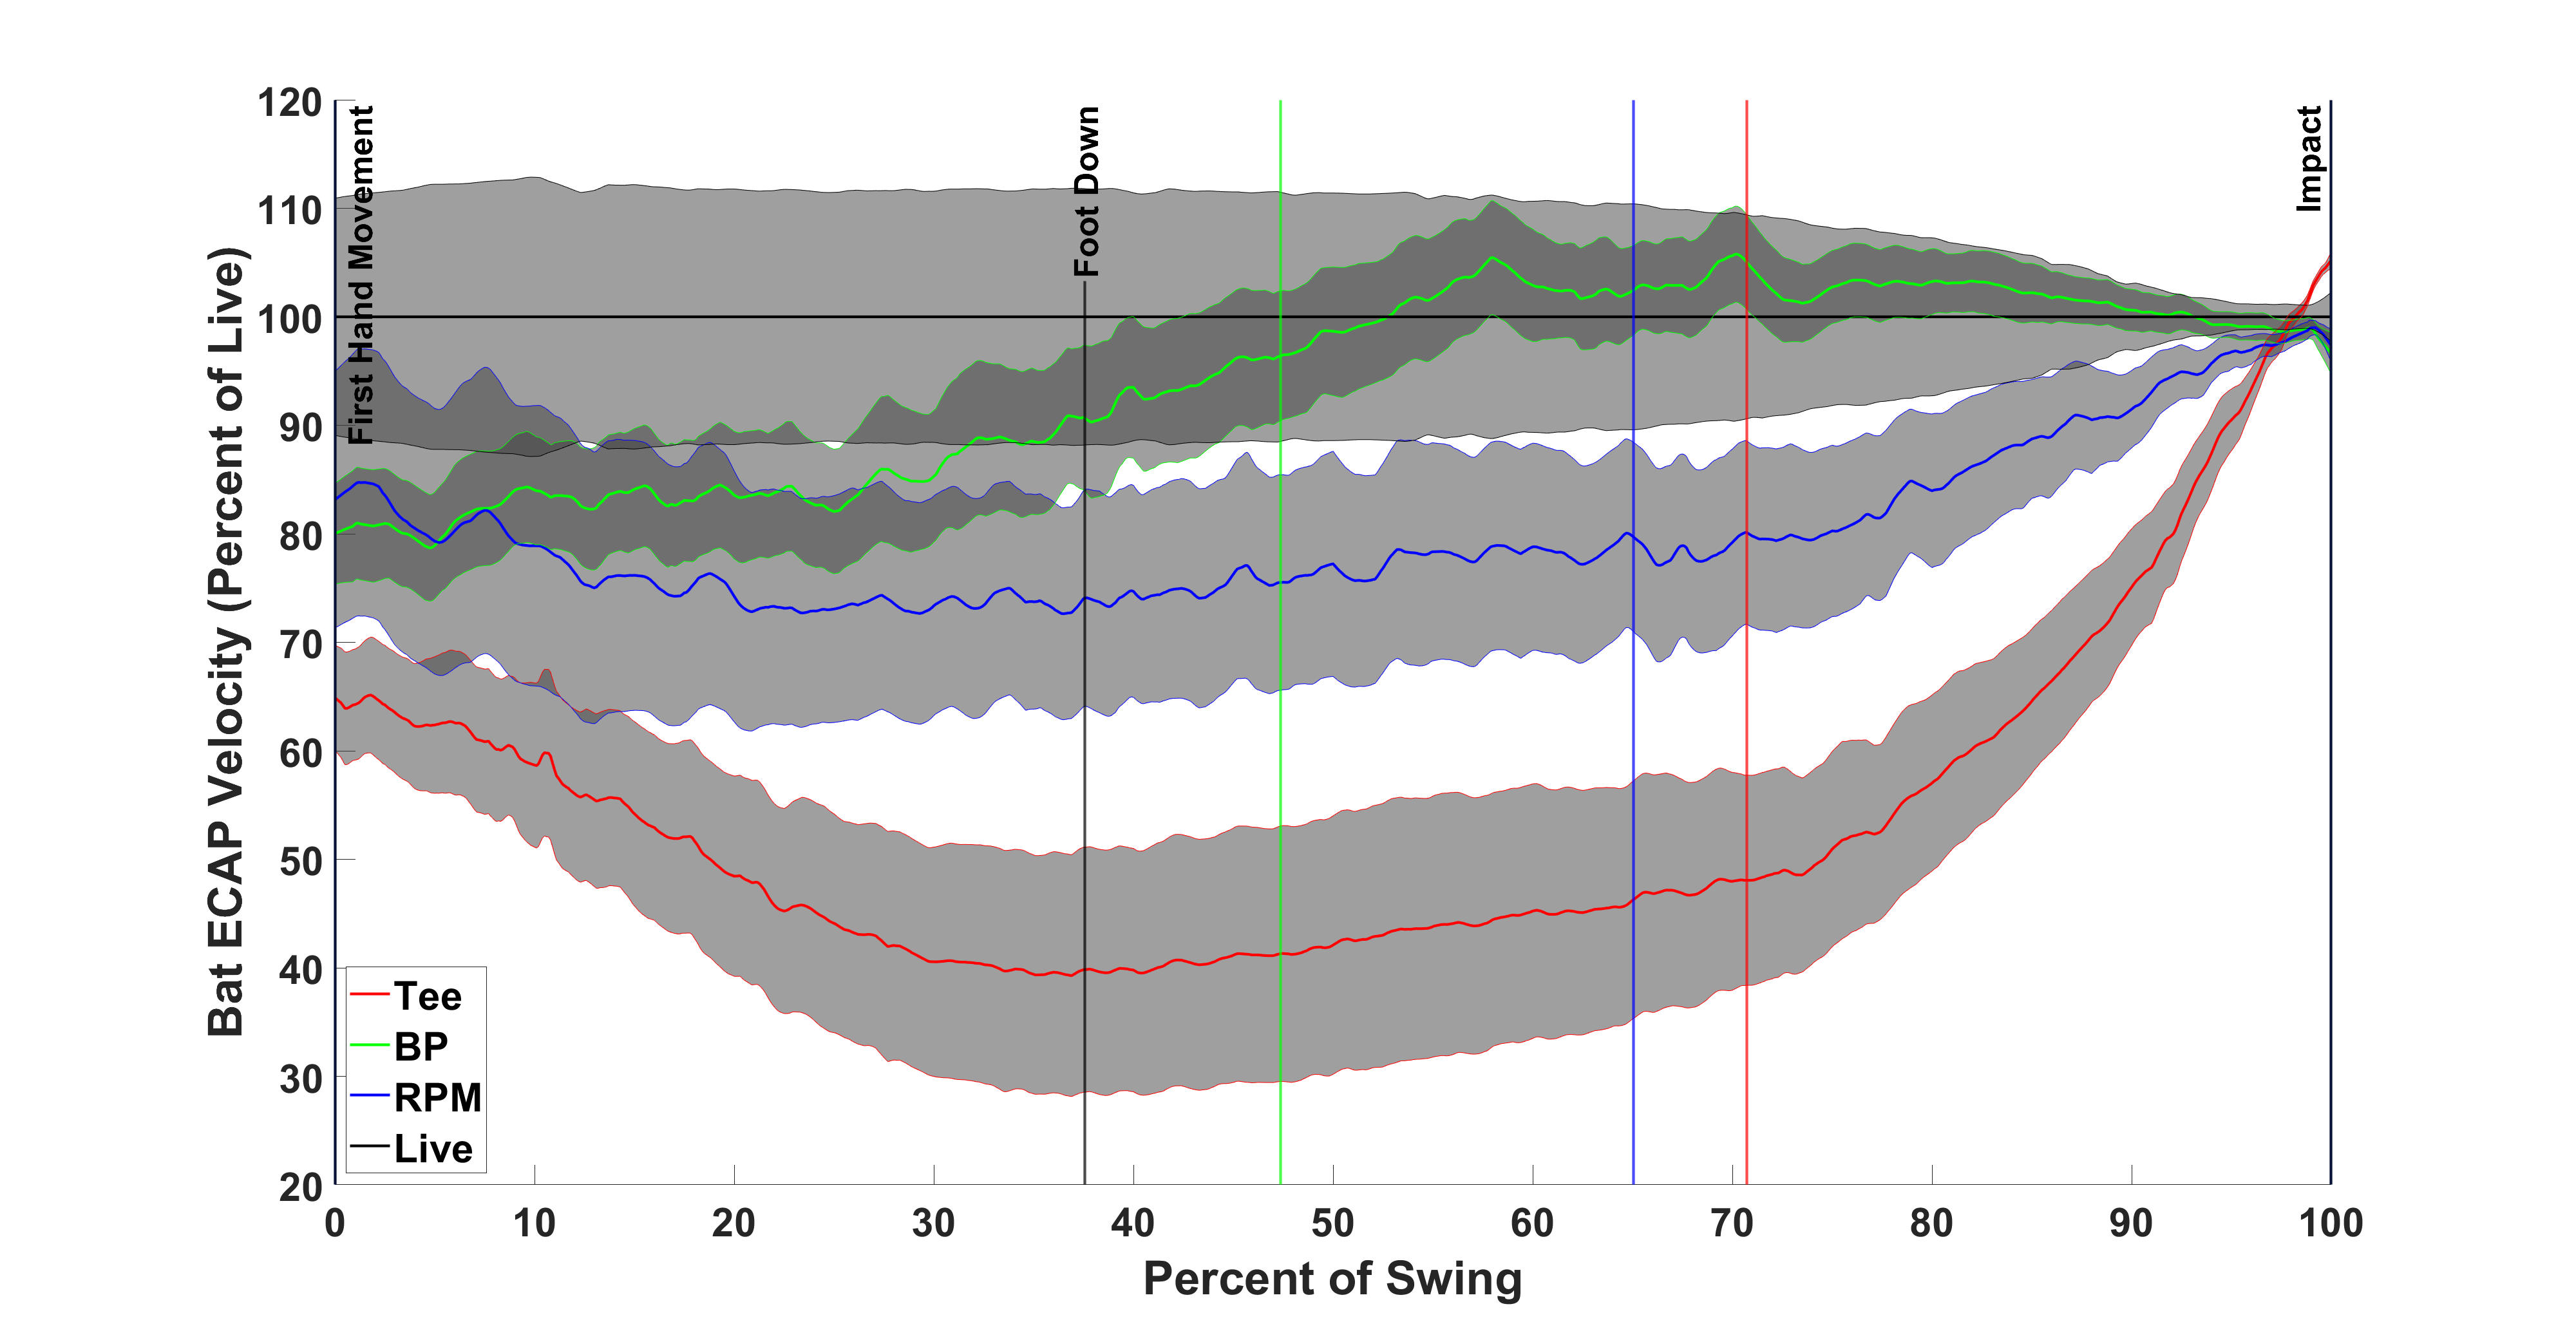 Bat ECAP Velocity (Percent of Live)
120
110
100
90
80
70
60
50
40
30
20
First Hand Movement
Foot Down
Impact
Tee
BP
RPM
Live
0 10 20 30 40 50 60 70 80 90 100
Percent of Swing